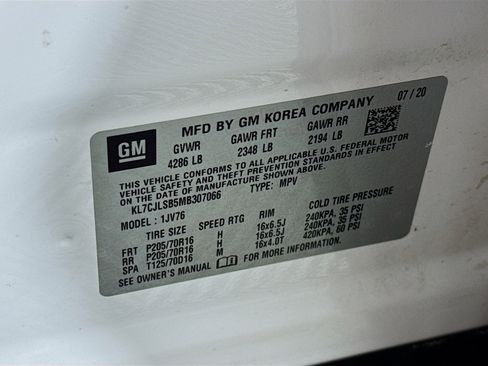 MFD BY GM KOREA COMPANY 07/20
GM
GVWR GAWR FRT GAWR RR
4286 LB 2348 LB 2194 LB
THIS VEHICLE CONFORMS TO ALL APPLICABLE U.S. FEDERAL MOTOR
VEHICLE SAFETY AND THEFT PREVENTION STANDARDS IN EFFECT ON THE
DATE OF MANUFACTURE SHOWN ABOVE.
KL7CJLSB5MB307066 TYPE: MPV
MODEL: 1JV76
TIRE SIZE SPEED RTG RIM COLD TIRE PRESSURE
FRT P205/70R16 H 16x6.5J 240KPA, 35 PSI
RR P205/70R16 H 16x6.5J 240KPA, 35 PSI
SPA T125/70D16 M 16x4.0T 420KPA, 60 PSI
SEE OWNER'S MANUAL FOR ADDITIONAL INFORMATION